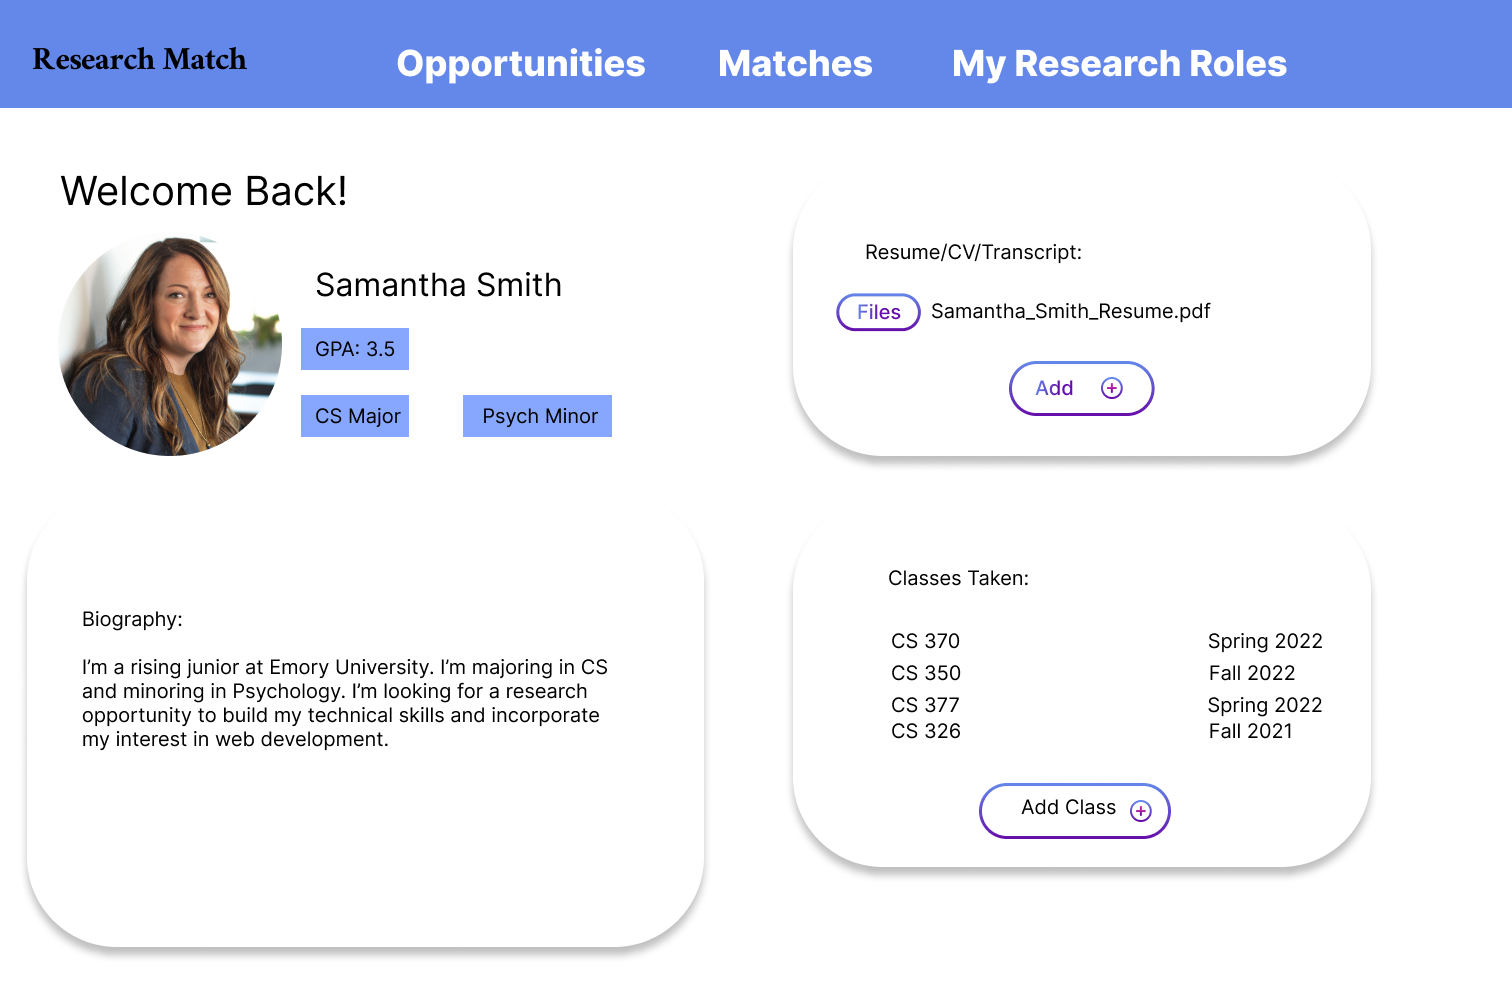 Research Match
Opportunities
Matches
My Research Roles
Welcome Back!
Samantha Smith
GPA: 3.5
CS Major
Psych Minor
Resume/CV/Transcript:
Files
Samantha_Smith_Resume.pdf
Add
Biography:
I’m a rising junior at Emory University. I’m majoring in CS
and minoring in Psychology. I’m looking for a research
opportunity to build my technical skills and incorporate
my interest in web development.
Classes Taken:
CS 370 Spring 2022
CS 350 Fall 2022
CS 377 Spring 2022
CS 326 Fall 2021
Add Class